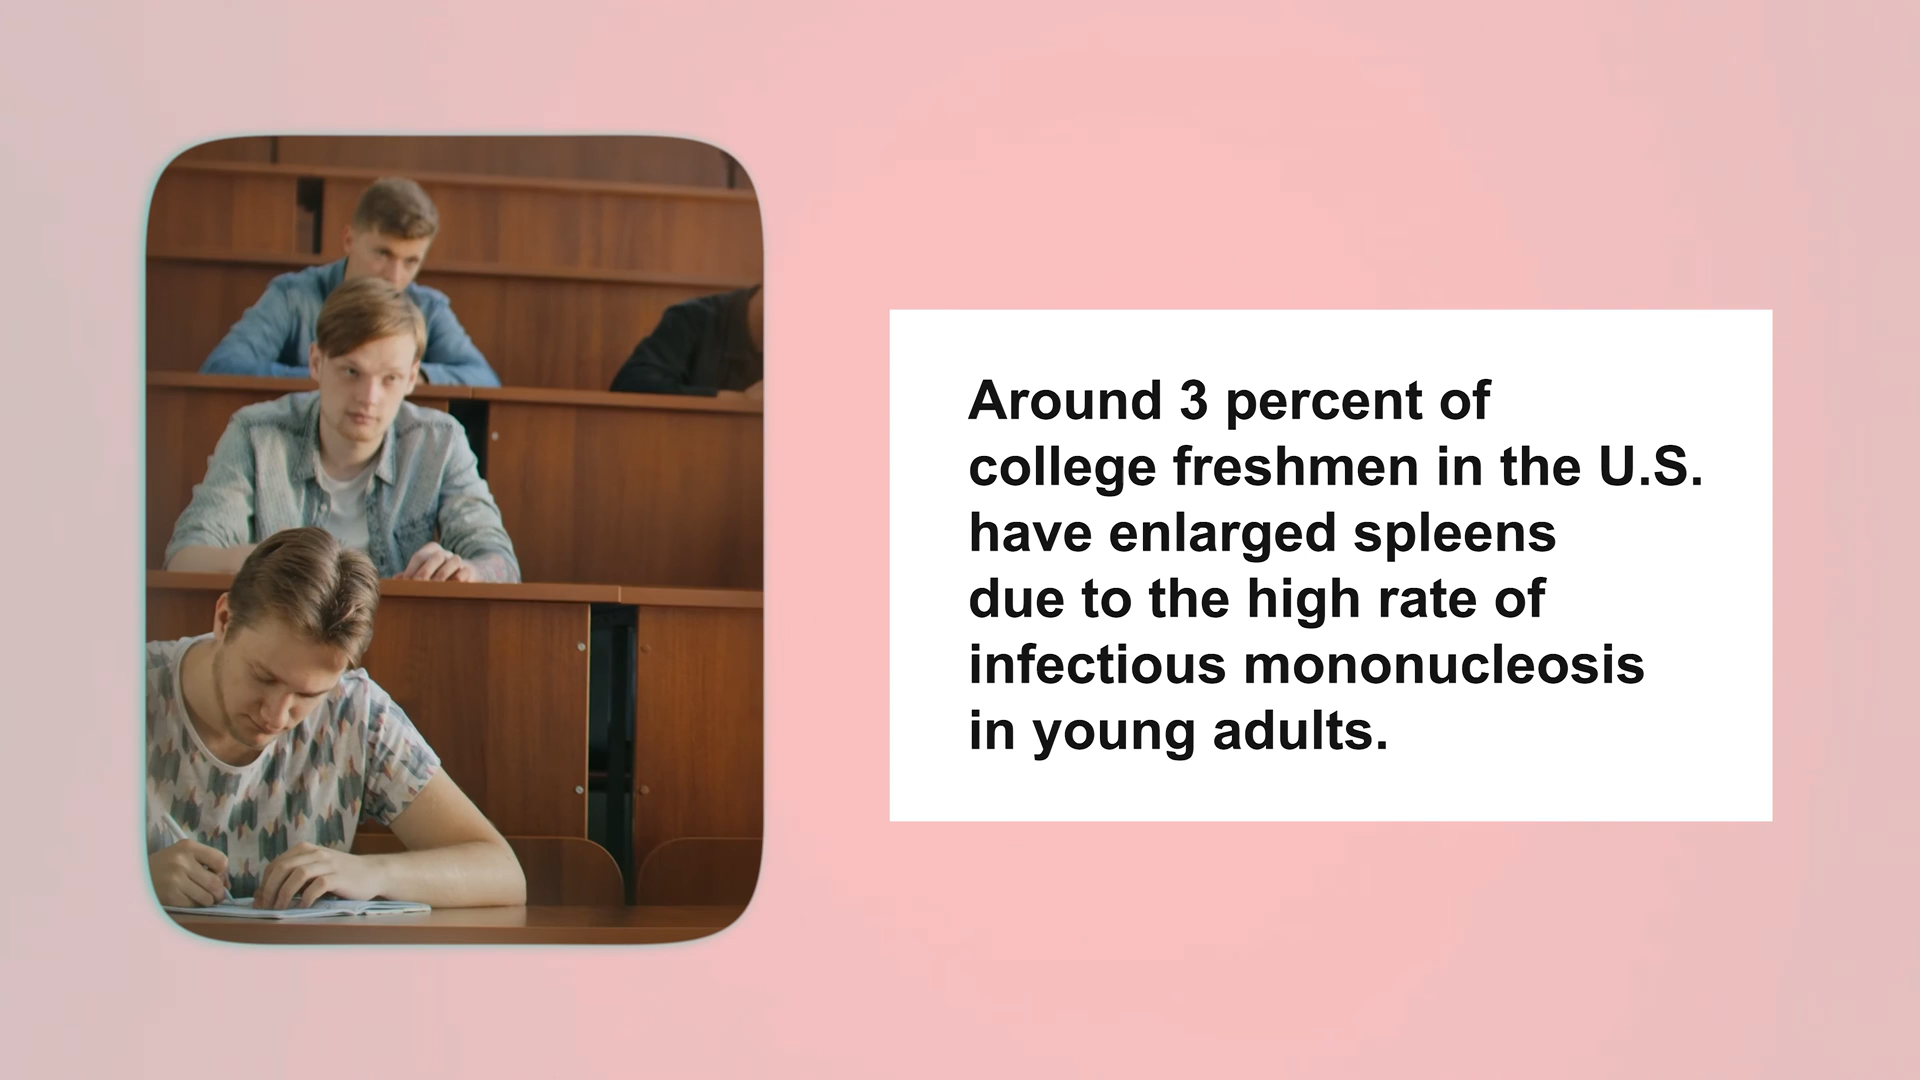 Around 3 percent of
college freshmen in the U.S.
have enlarged spleens
due to the high rate of
infectious mononucleosis
in young adults.